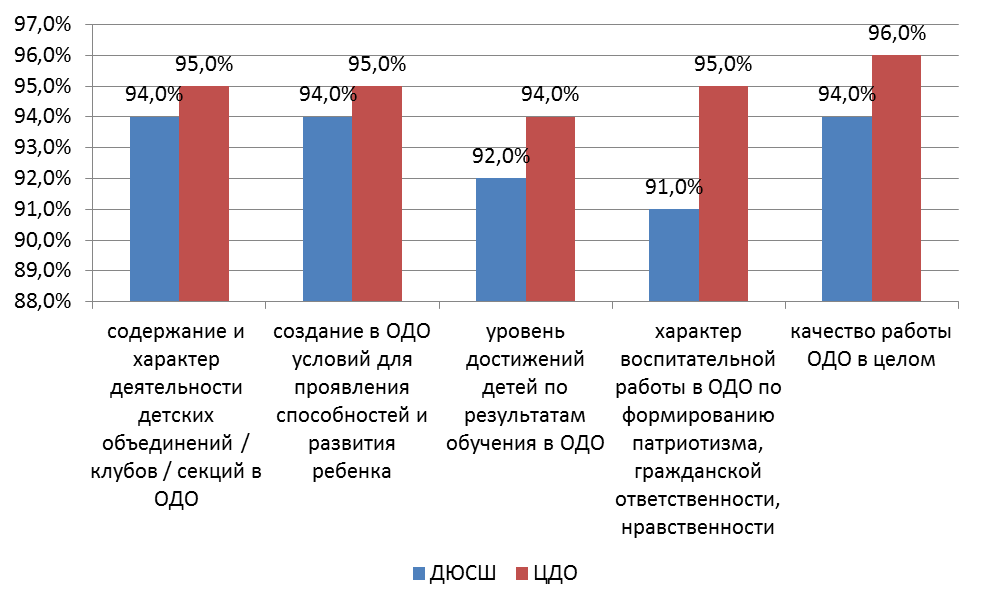 97,0%
96,0%
95,0%
94,0%
93,0%
92,0%
91,0%
90,0%
89,0%
88,0%
94,0%
95,0%
94,0%
95,0%
92,0%
94,0%
91,0%
95,0%
94,0%
96,0%
содержание и
характер
деятельности
детских
объединений /
клубов / секций в
ОДО
создание в ОДО
условий для
проявления
способностей и
развития
ребенка
уровень
достижений
детей по
результатам
обучения в ОДО
характер
воспитательной
работы в ОДО по
формированию
патриотизма,
гражданской
ответственности,
нравственности
качество работы
ОДО в целом
ДЮСШ
ЦДО